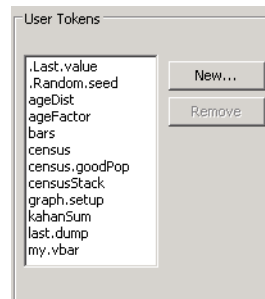 User Tokens
.Last.value
.Random.seed
ageDist
ageFactor
bars
census
census.goodPop
censusStack
graph.setup
kahanSum
last.dump
my.vbar
New...
Remove